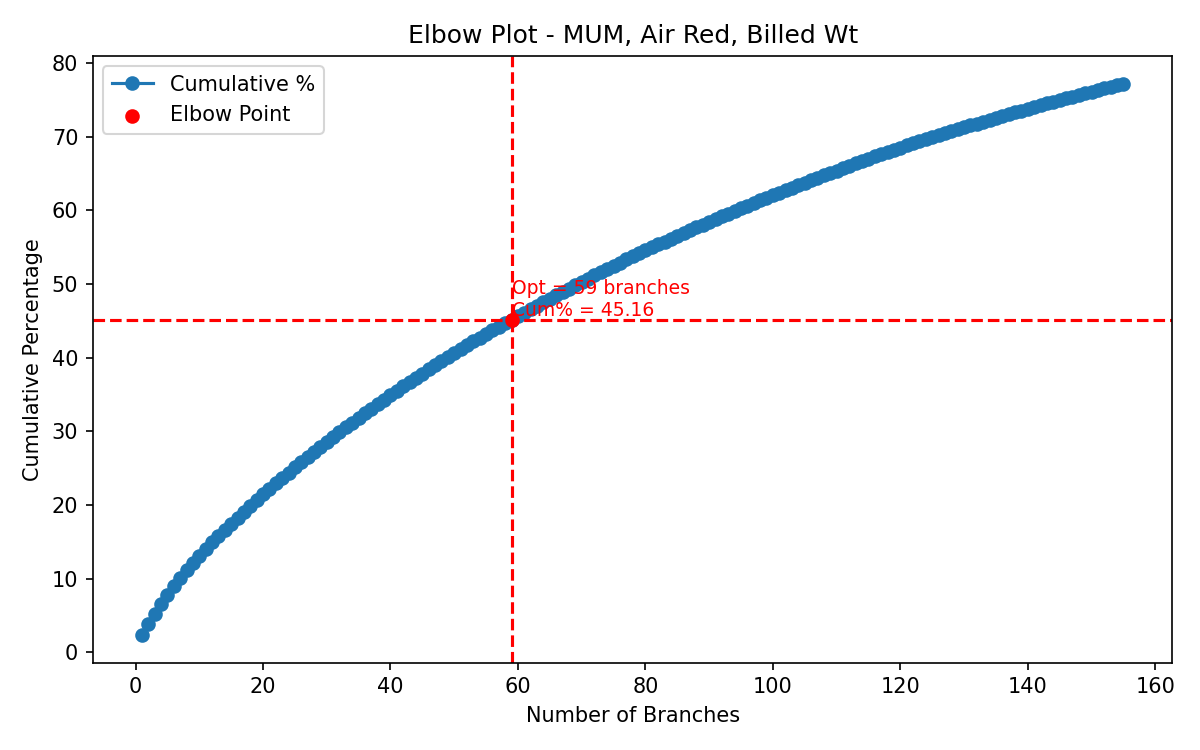 Elbow Plot - MUM, Air Red, Billed Wt
Cumulative %
Elbow Point
Opt = 59 branches
Cum% = 45.16
Cumulative Percentage
80
70
60
50
40
30
20
10
0
0 20 40 60 80 100 120 140 160
Number of Branches